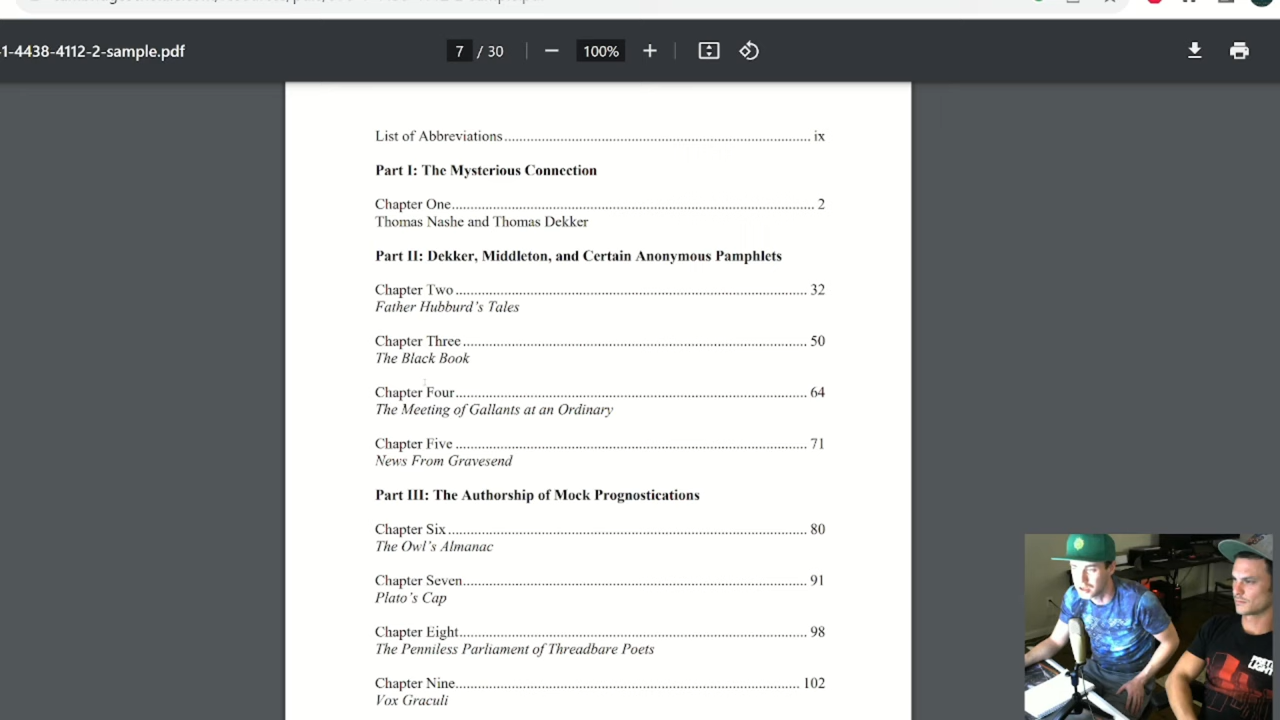 1-4438-4112-2-sample.pdf
7 / 30
100%
List of Abbreviations ix
Part I: The Mysterious Connection
Chapter One 2
Thomas Nashe and Thomas Dekker
Part II: Dekker, Middleton, and Certain Anonymous Pamphlets
Chapter Two 32
Father Hubburd's Tales
Chapter Three 50
The Black Book
Chapter Four 64
The Meeting of Gallants at an Ordinary
Chapter Five 71
News From Gravesend
Part III: The Authorship of Mock Prognostications
Chapter Six 80
The Owl's Almanac
Chapter Seven 91
Plato's Cap
Chapter Eight 98
The Penniless Parliament of Threadbare Poets
Chapter Nine 102
Vox Graculi